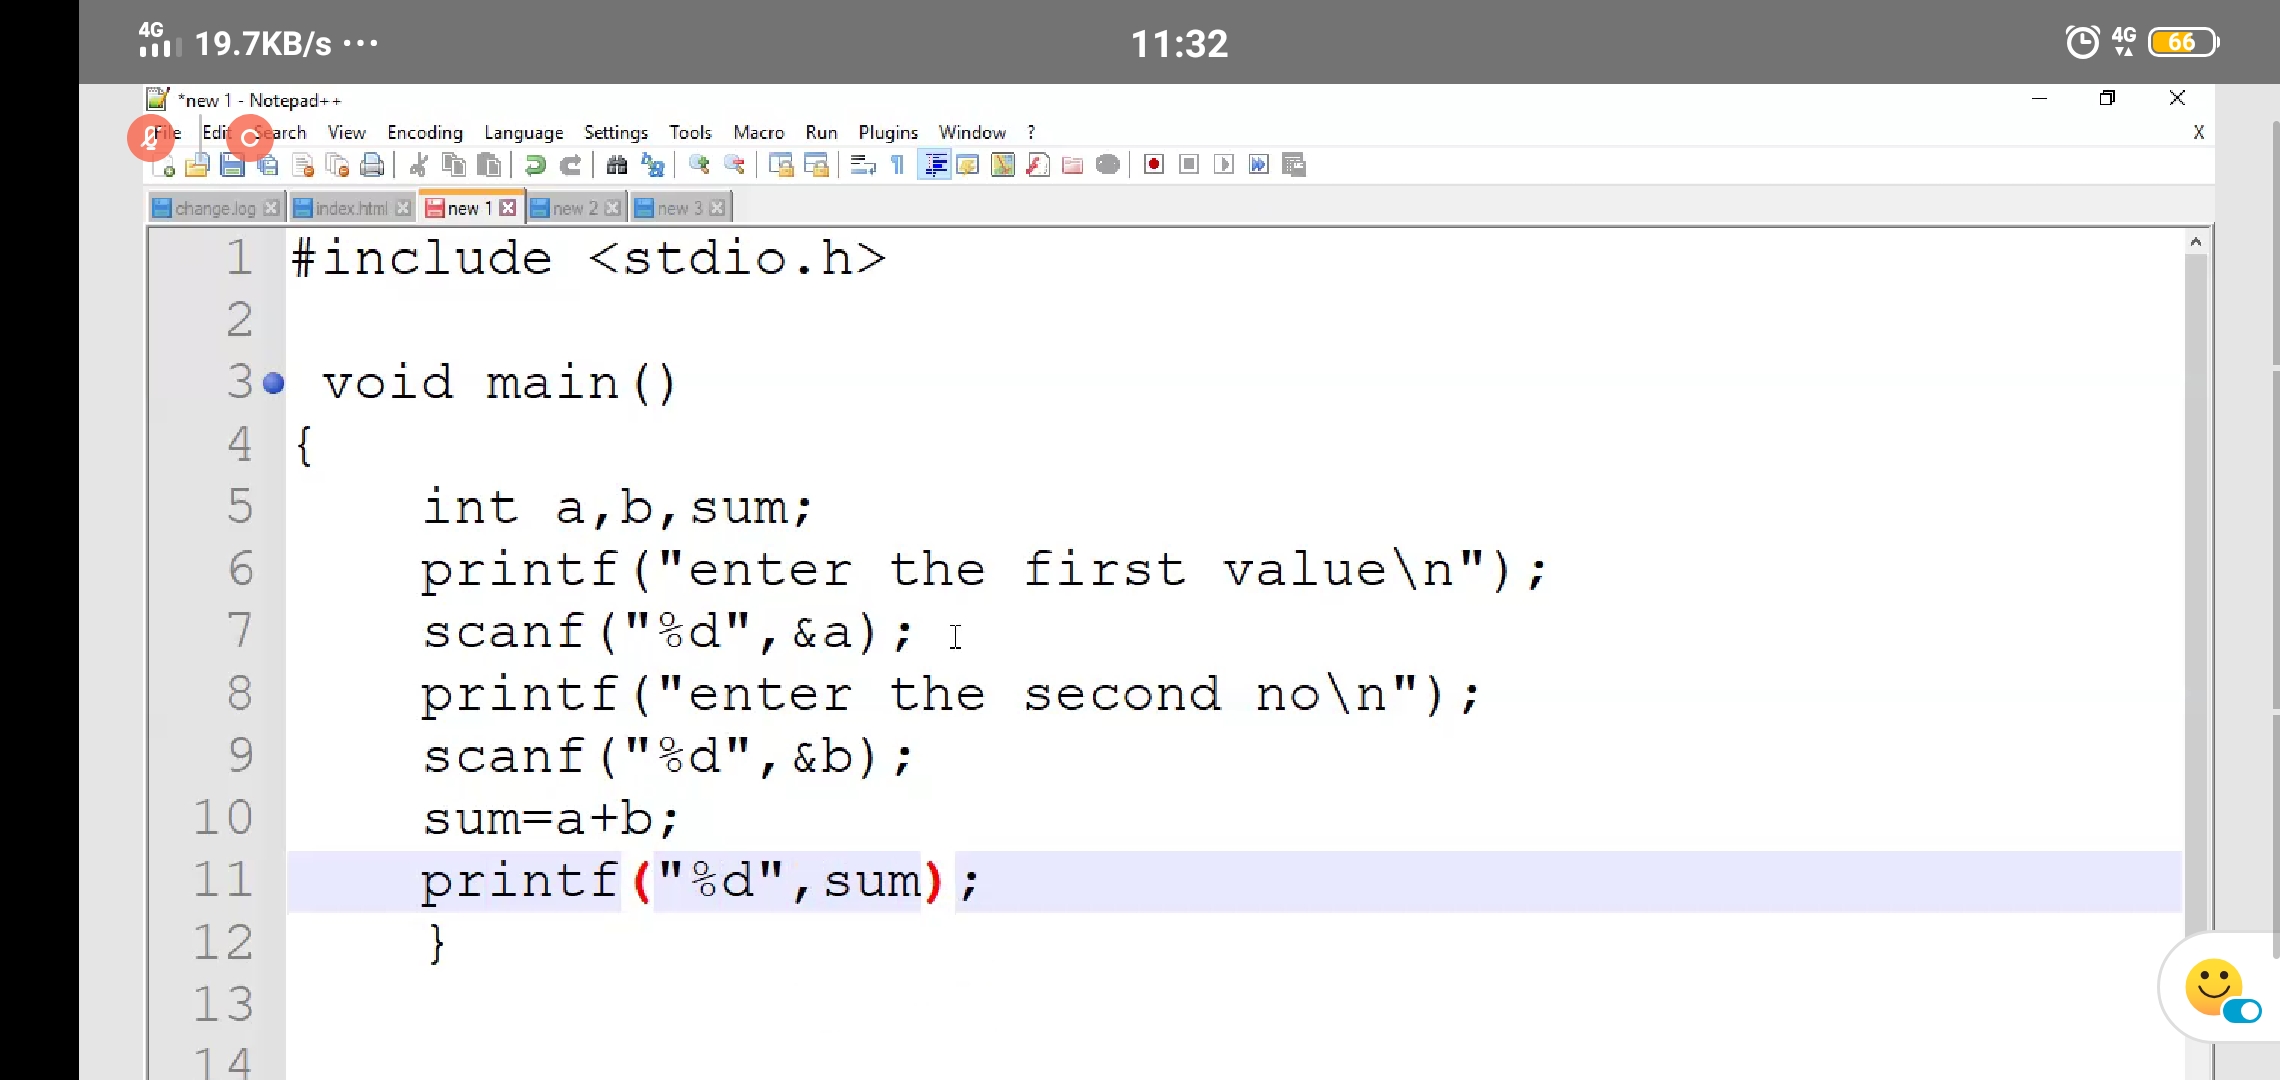 4G 19.7KB/s ... 11:32 4G 66
*new 1 - Notepad++
File Edit Search View Encoding Language Settings Tools Macro Run Plugins Window ? X
change.log index.html new 1 new 2 new 3
1 #include <stdio.h>
2
3 void main()
4 {
5 int a,b,sum;
6 printf("enter the first value\n");
7 scanf("%d",&a);
8 printf("enter the second no\n");
9 scanf("%d",&b);
10 sum=a+b;
11 printf("%d",sum);
12 }
13
14